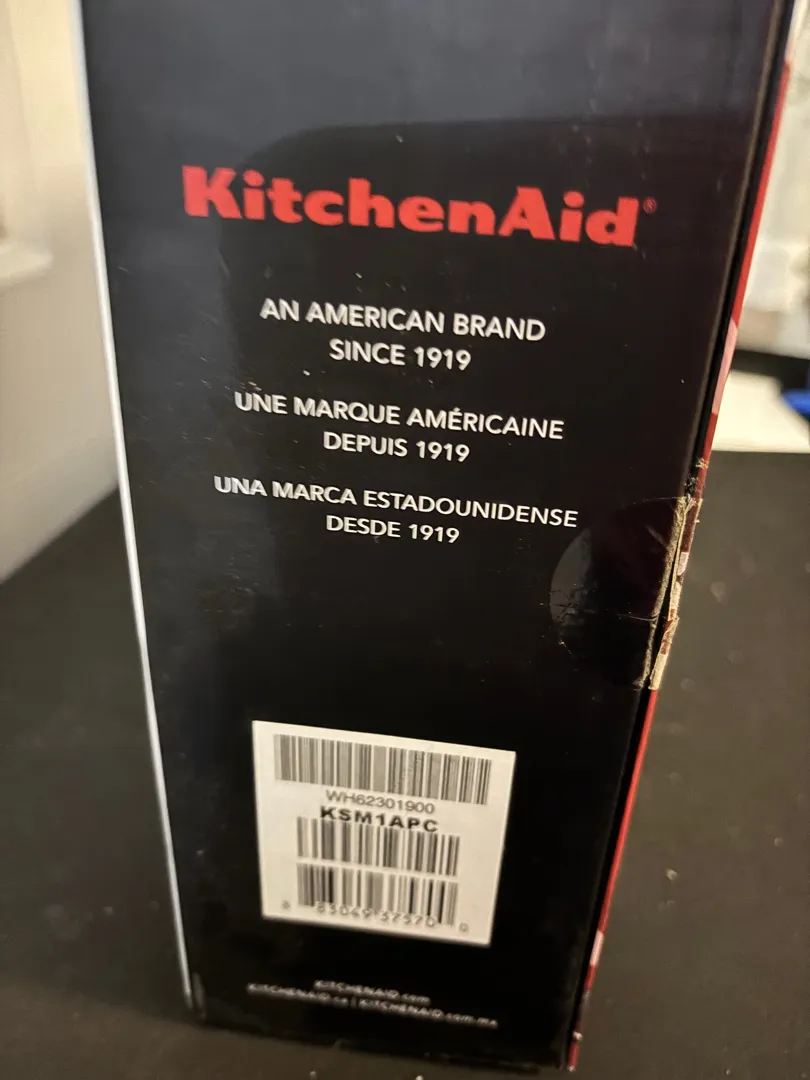 KitchenAid®
AN AMERICAN BRAND
SINCE 1919
UNE MARQUE AMÉRICAINE
DEPUIS 1919
UNA MARCA ESTADOUNIDENSE
DESDE 1919
WH62301900
KSM1APC
KITCHENAID.com
KITCHENAID.ca | KITCHENAID.com.mx